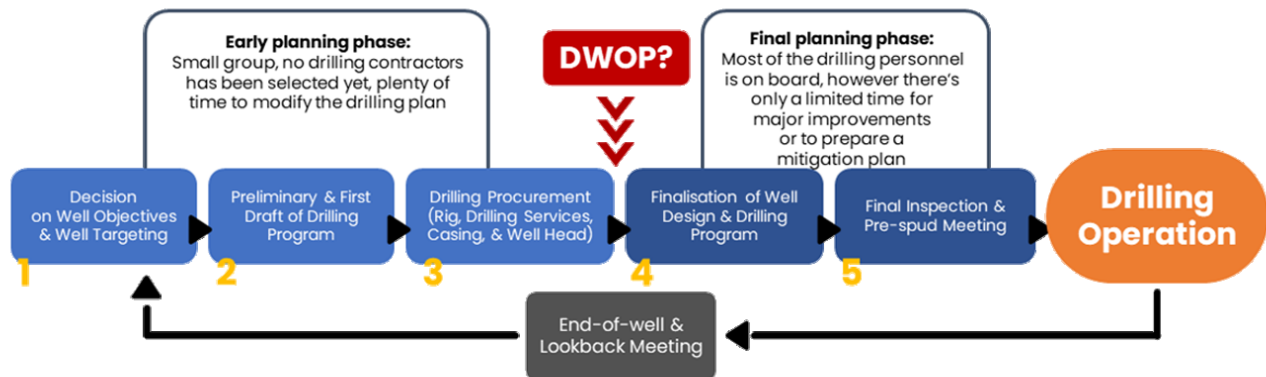 Early planning phase:
Small group, no drilling contractors
has been selected yet, plenty of
time to modify the drilling plan
DWOP?
Final planning phase:
Most of the drilling personnel
is on board, however there's
only a limited time for
major improvements
or to prepare a
mitigation plan
Decision
on Well Objectives
& Well Targeting
1
Preliminary & First
Draft of Drilling
Program
2
Drilling Procurement
(Rig, Drilling Services,
Casing, & Well Head)
3
Finalisation of Well
Design & Drilling
Program
4
Final Inspection &
Pre-spud Meeting
5
Drilling
Operation
End-of-well &
Lookback Meeting